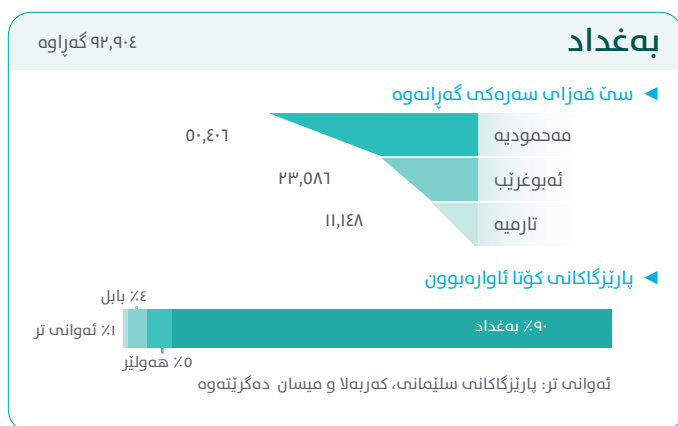 بەغداد
٩٢,٩٠٤ گەڕاوە
سێ قەزای سەرەکی گەڕانەوە
مەحمودیە
٥٠,٤٠٦
ئەبوغرێب
٢٣,٥٨٦
تارمیە
١١,١٤٨
پارێزگاکانی کۆتا ئاوارەبوون
٤٪ بابل
٩٠٪ بەغداد
١٪ ئەوانی تر
٥٪ هەولێر
ئەوانی تر: پارێزگاکانی سلێمانی، کەربەلا و میسان دەگرێتەوە